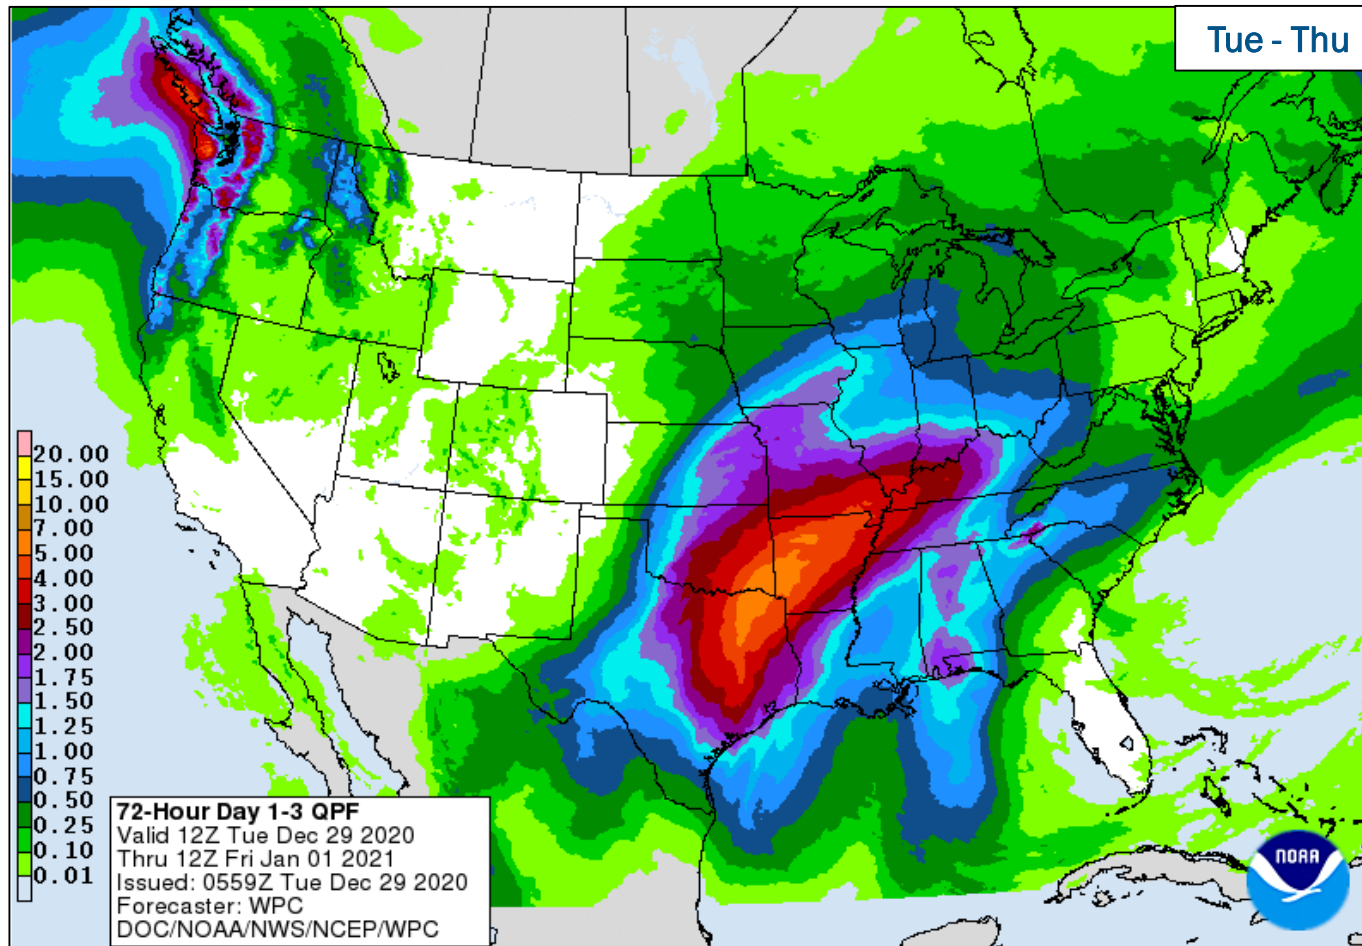 Tue - Thu
20.00
15.00
10.00
7.00
5.00
4.00
3.00
2.50
2.00
1.75
1.50
1.25
1.00
0.75
0.50
0.25
0.10
0.01
72-Hour Day 1-3 QPF
Valid 12Z Tue Dec 29 2020
Thru 12Z Fri Jan 01 2021
Issued: 0559Z Tue Dec 29 2020
Forecaster: WPC
DOC/NOAA/NWS/NCEP/WPC
NOAA